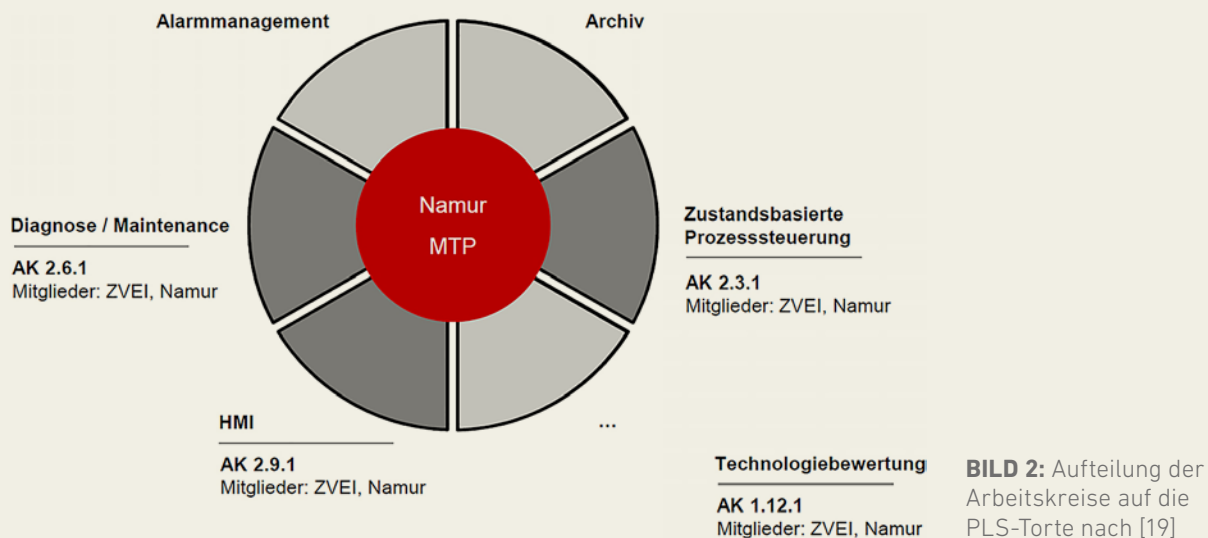 Alarmmanagement
Archiv
Namur
MTP
Diagnose / Maintenance
AK 2.6.1
Mitglieder: ZVEI, Namur
Zustandsbasierte
Prozesssteuerung
AK 2.3.1
Mitglieder: ZVEI, Namur
HMI
AK 2.9.1
Mitglieder: ZVEI, Namur
...
Technologiebewertung
AK 1.12.1
Mitglieder: ZVEI, Namur
BILD 2: Aufteilung der
Arbeitskreise auf die
PLS-Torte nach [19]